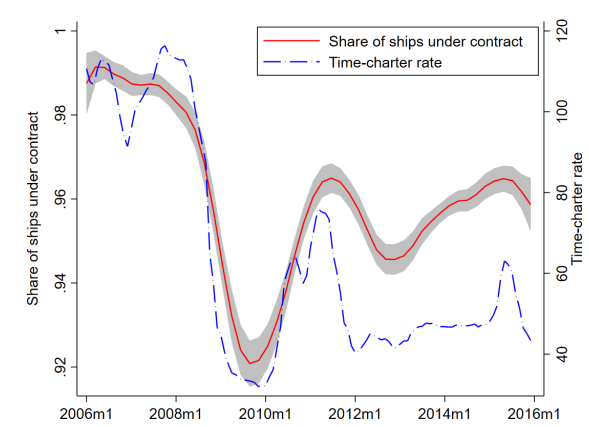 Share of ships under contract
Time-charter rate
Share of ships under contract
1
.98
.96
.94
.92
120
100
80
60
40
Time-charter rate
2006m1 2008m1 2010m1 2012m1 2014m1 2016m1